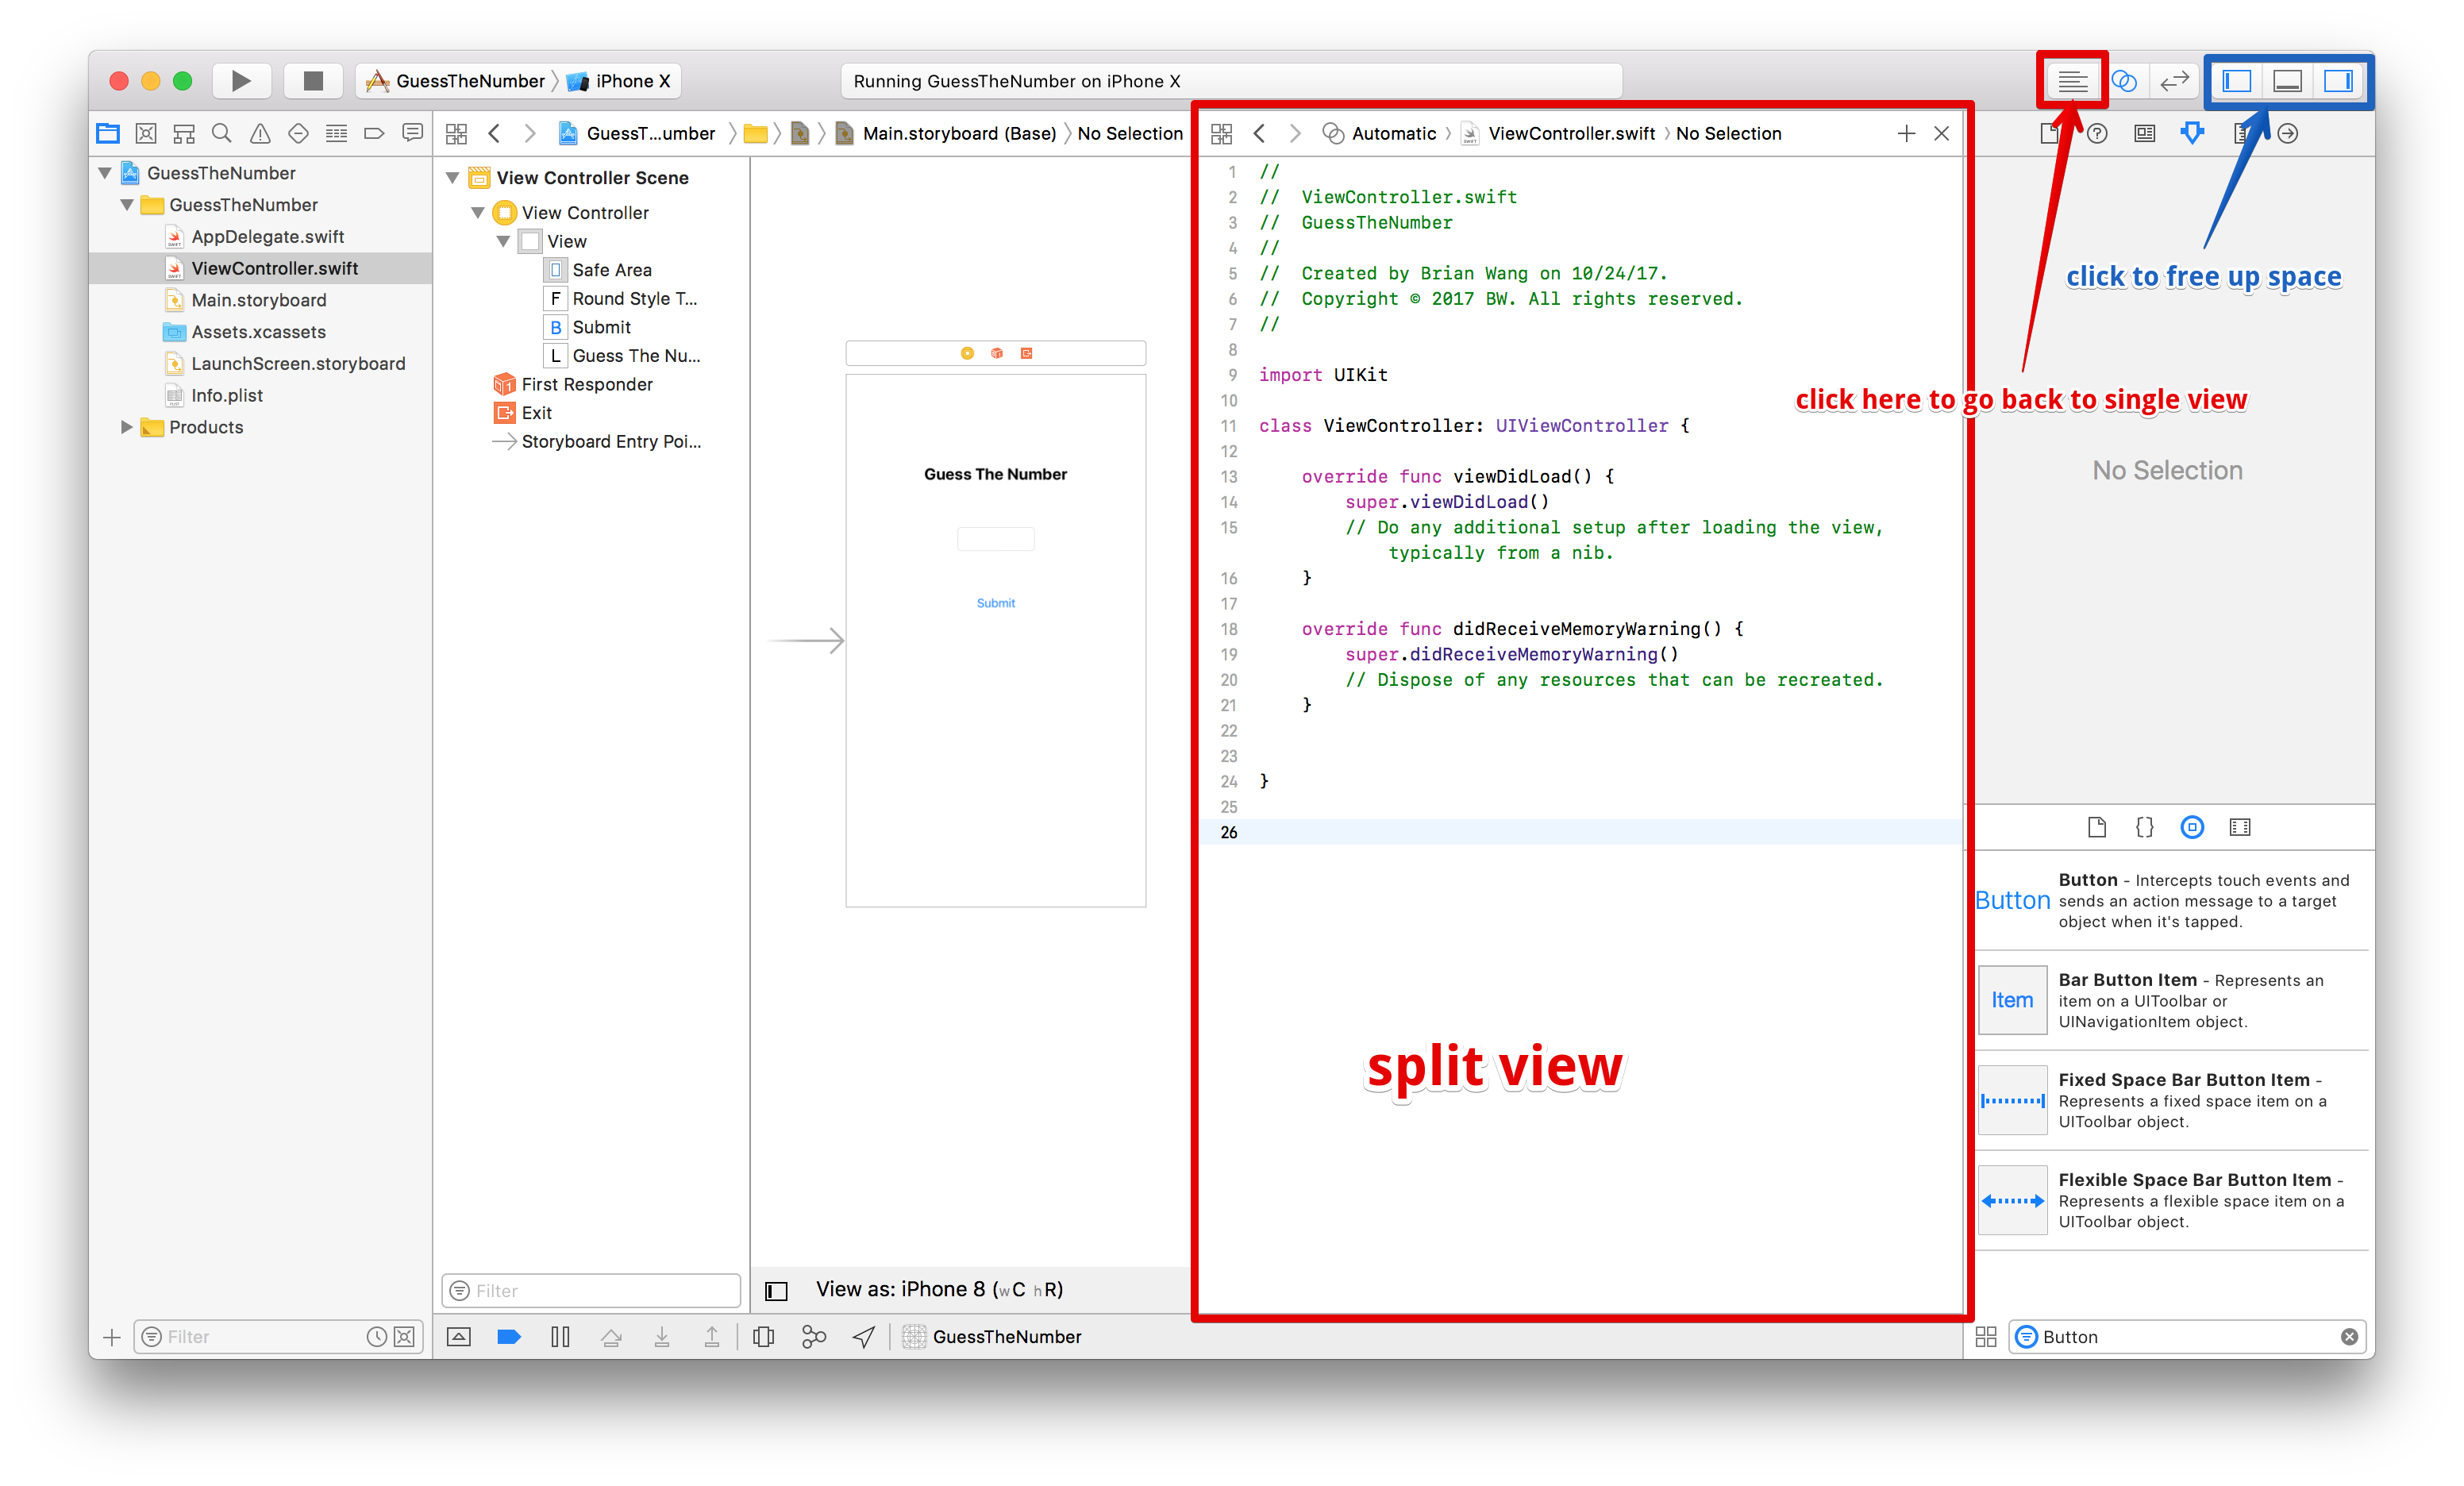 GuessTheNumber 〉 iPhone X
Running GuessTheNumber on iPhone X
GuessT...umber
Main.storyboard (Base)
No Selection
Automatic
ViewController.swift
No Selection
GuessTheNumber
GuessTheNumber
AppDelegate.swift
ViewController.swift
Main.storyboard
Assets.xcassets
LaunchScreen.storyboard
Info.plist
Products
Filter
View Controller Scene
View Controller
View
Safe Area
F Round Style T...
B Submit
L Guess The Nu...
First Responder
Exit
Storyboard Entry Poi...
Filter
Guess The Number
Submit
View as: iPhone 8 (wC hR)
GuessTheNumber
1 //
2 //  ViewController.swift
3 //  GuessTheNumber
4 //
5 //  Created by Brian Wang on 10/24/17.
6 //  Copyright © 2017 BW. All rights reserved.
7 //
8
9 import UIKit
10
11 class ViewController: UIViewController {
12
13     override func viewDidLoad() {
14         super.viewDidLoad()
15         // Do any additional setup after loading the view,
typically from a nib.
16     }
17
18     override func didReceiveMemoryWarning() {
19         super.didReceiveMemoryWarning()
20         // Dispose of any resources that can be recreated.
21     }
22
23
24 }
25
26
split view
click to free up space
click here to go back to single view
No Selection
Button
Button - Intercepts touch events and
sends an action message to a target
object when it's tapped.
Item
Bar Button Item - Represents an
item on a UIToolbar or
UINavigationItem object.
Fixed Space Bar Button Item -
Represents a fixed space item on a
UIToolbar object.
Flexible Space Bar Button Item -
Represents a flexible space item on a
UIToolbar object.
Button